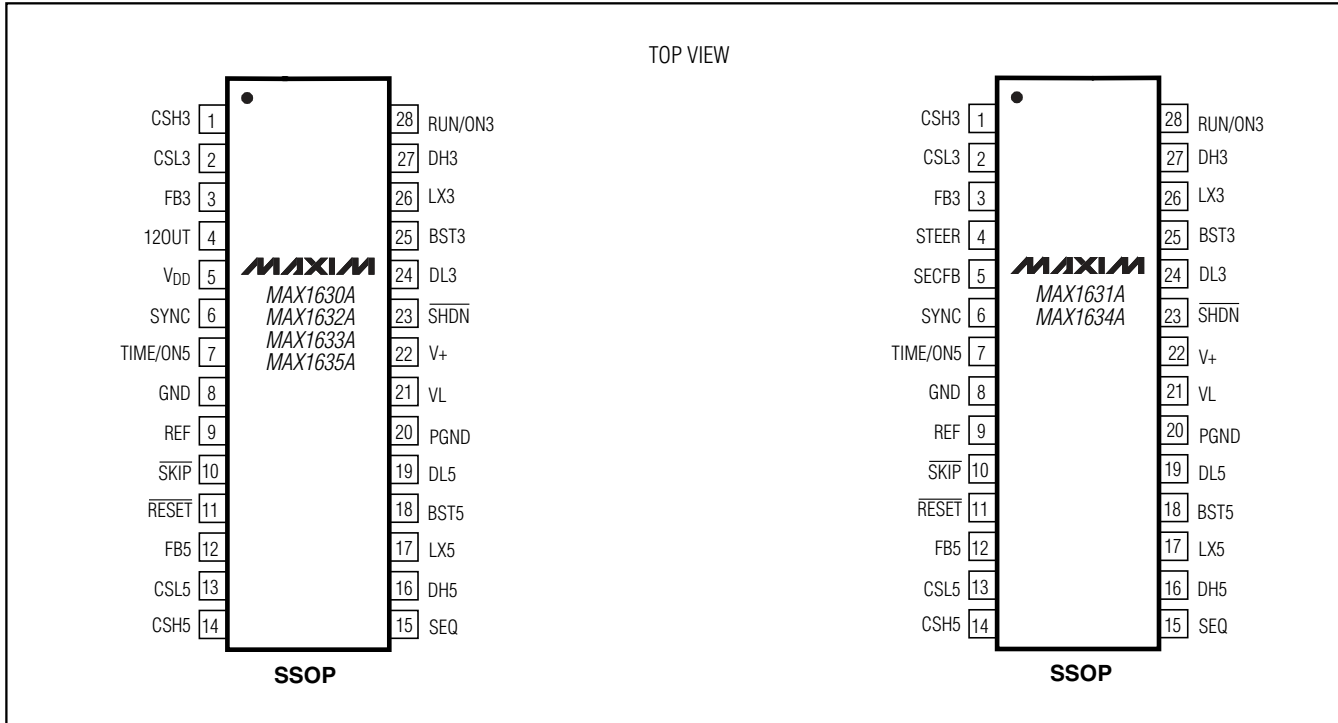 TOP VIEW
CSH3 1
CSL3 2
FB3 3
12OUT 4
VDD 5
SYNC 6
TIME/ON5 7
GND 8
REF 9
SKIP 10
RESET 11
FB5 12
CSL5 13
CSH5 14
MAXIM
MAX1630A
MAX1632A
MAX1633A
MAX1635A
28 RUN/ON3
27 DH3
26 LX3
25 BST3
24 DL3
23 SHDN
22 V+
21 VL
20 PGND
19 DL5
18 BST5
17 LX5
16 DH5
15 SEQ
SSOP
CSH3 1
CSL3 2
FB3 3
STEER 4
SECFB 5
SYNC 6
TIME/ON5 7
GND 8
REF 9
SKIP 10
RESET 11
FB5 12
CSL5 13
CSH5 14
MAXIM
MAX1631A
MAX1634A
28 RUN/ON3
27 DH3
26 LX3
25 BST3
24 DL3
23 SHDN
22 V+
21 VL
20 PGND
19 DL5
18 BST5
17 LX5
16 DH5
15 SEQ
SSOP